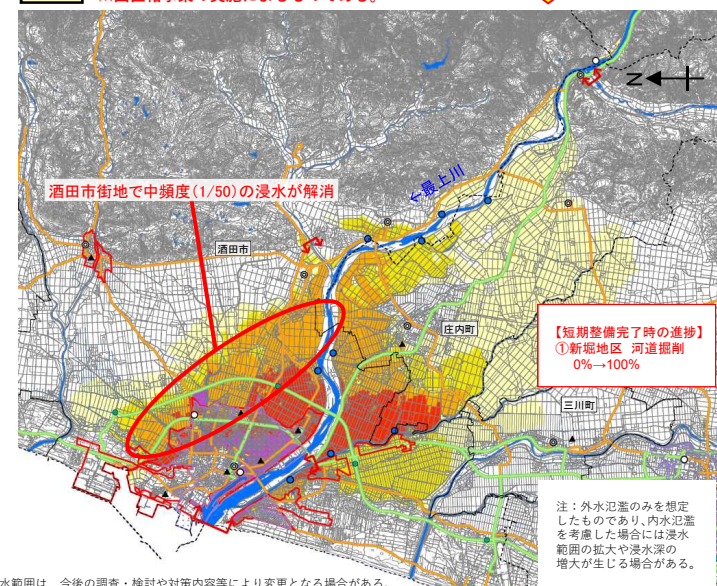 酒田市街地で中頻度(1/50)の浸水が解消
N
←最上川
酒田市
庄内町
【短期整備完了時の進捗】
①新堀地区 河道掘削
0%→100%
三川町
注：外水氾濫のみを想定
したものであり、内水氾濫
を考慮した場合には浸水
範囲の拡大や浸水深の
増大が生じる場合がある。
水範囲は、今後の調査・検討や対策内容等により変更となる場合がある。